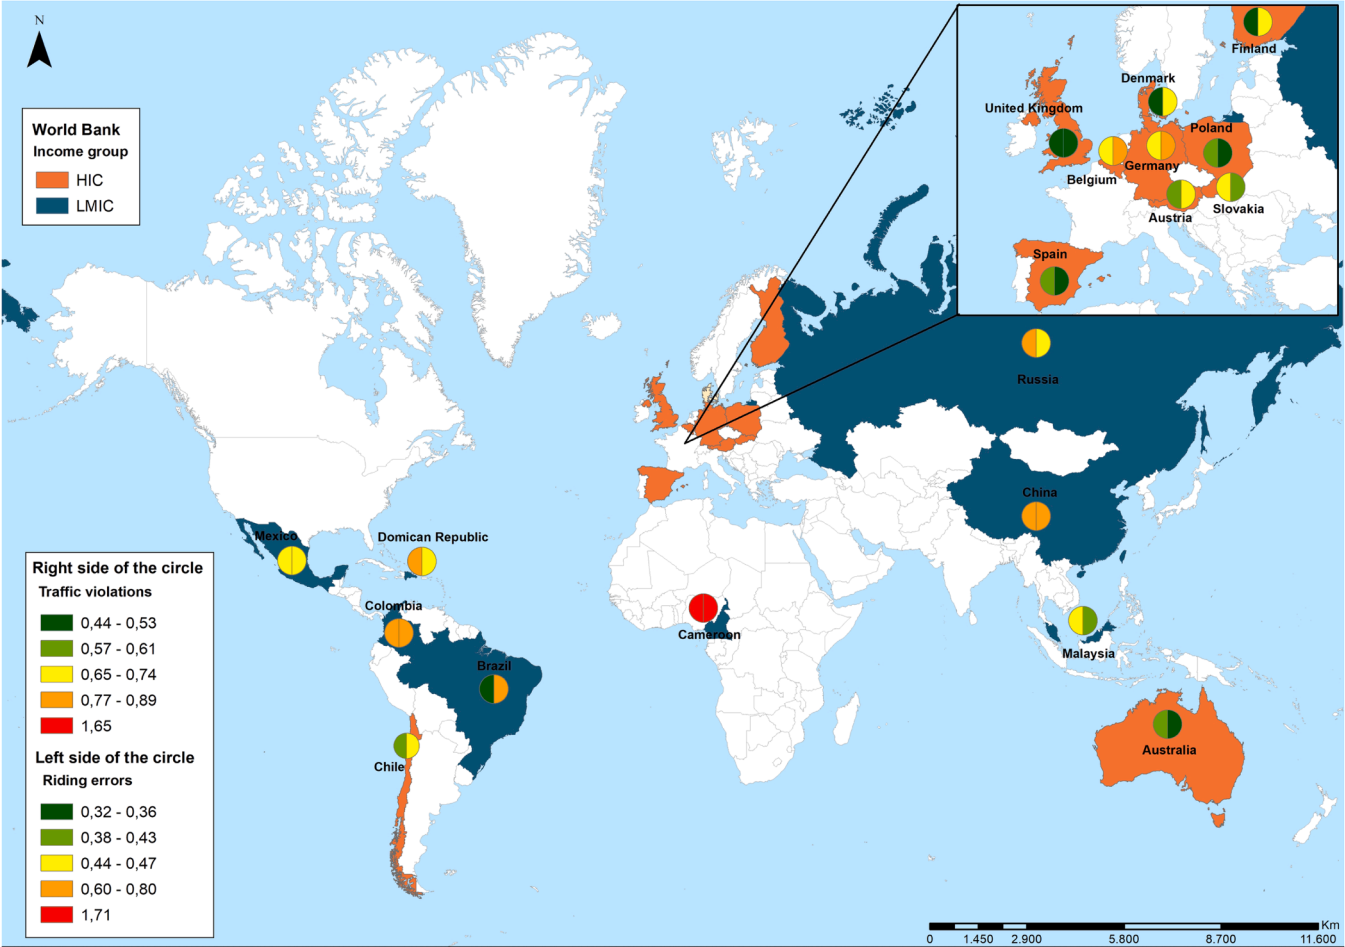 N
World Bank
Income group
HIC
LMIC
Finland
Denmark
United Kingdom
Poland
Germany
Belgium
Slovakia
Austria
Spain
Russia
China
Mexico
Domican Republic
Colombia
Cameroon
Malaysia
Brazil
Australia
Chile
Right side of the circle
Traffic violations
0,44 - 0,53
0,57 - 0,61
0,65 - 0,74
0,77 - 0,89
1,65
Left side of the circle
Riding errors
0,32 - 0,36
0,38 - 0,43
0,44 - 0,47
0,60 - 0,80
1,71
Km
0 1.450 2.900 5.800 8.700 11.600